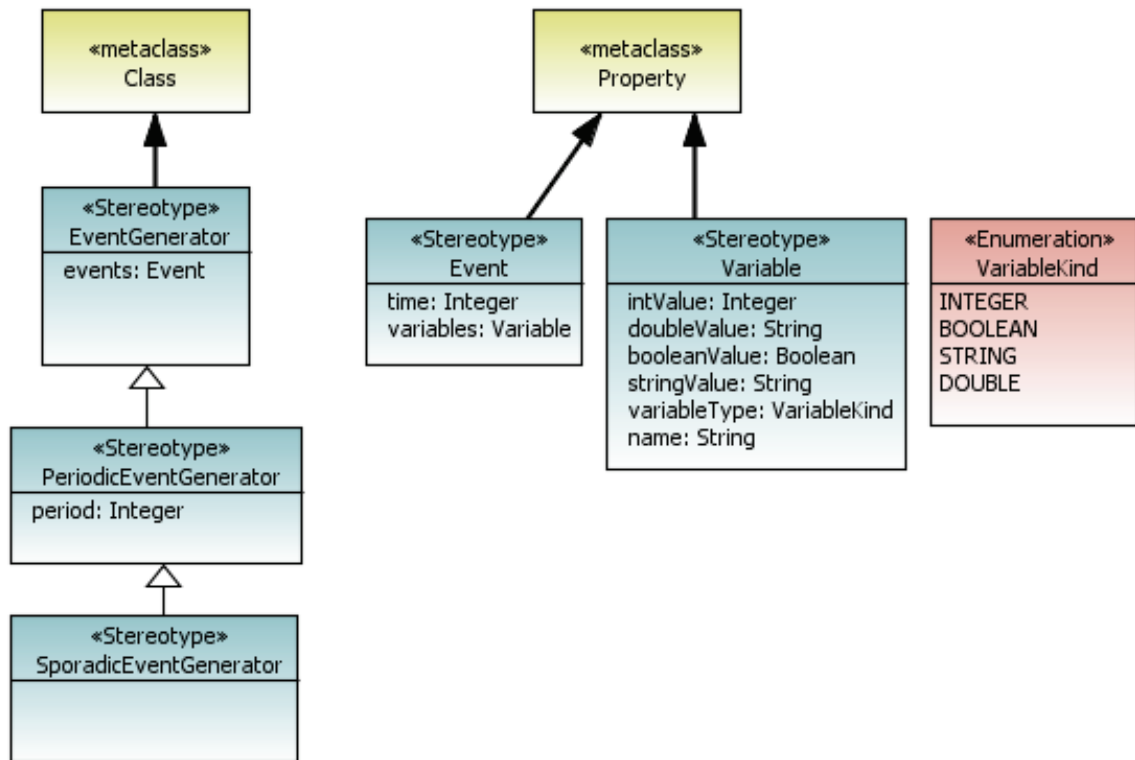 «metaclass»
Class
«Stereotype»
EventGenerator
events: Event
«Stereotype»
PeriodicEventGenerator
period: Integer
«Stereotype»
SporadicEventGenerator
«metaclass»
Property
«Stereotype»
Event
time: Integer
variables: Variable
«Stereotype»
Variable
intValue: Integer
doubleValue: String
booleanValue: Boolean
stringValue: String
variableType: VariableKind
name: String
«Enumeration»
VariableKind
INTEGER
BOOLEAN
STRING
DOUBLE